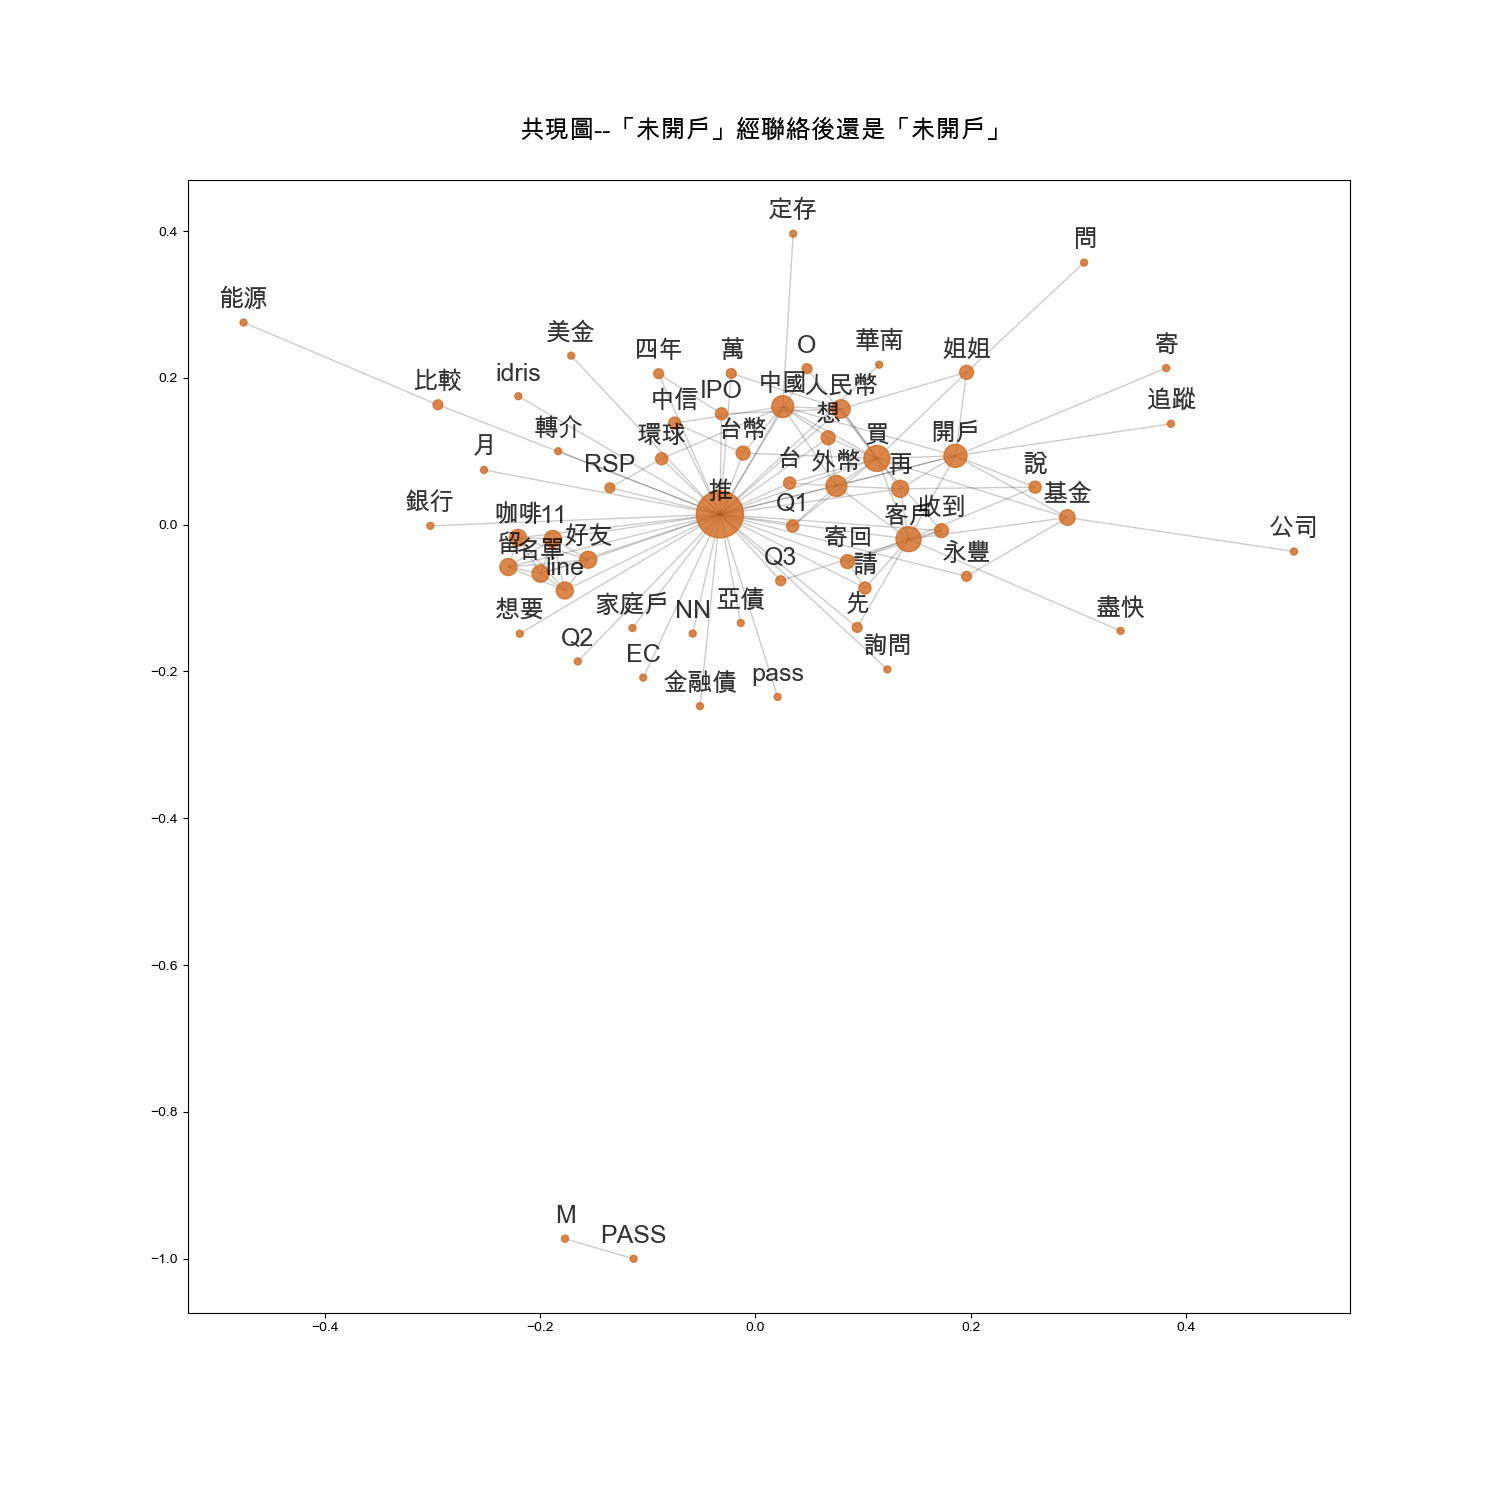 共現圖--「未開戶」經聯絡後還是「未開戶」
定存
問
能源
美金
四年
萬
O
華南
姐姐
寄
比較
idris
中信
IPO
中國
人民幣
追蹤
想
月
轉介
環球
台幣
買
開戶
RSP
台
外幣
再
說
推
基金
銀行
咖啡
11
Q1
客戶
收到
公司
留
名單
好友
line
寄回
永豐
Q3
請
想要
家庭戶
NN
亞債
先
盡快
Q2
EC
詢問
金融債
pass
M
PASS
0.4
0.2
0.0
−0.2
−0.4
−0.6
−0.8
−1.0
−0.4
−0.2
0.0
0.2
0.4